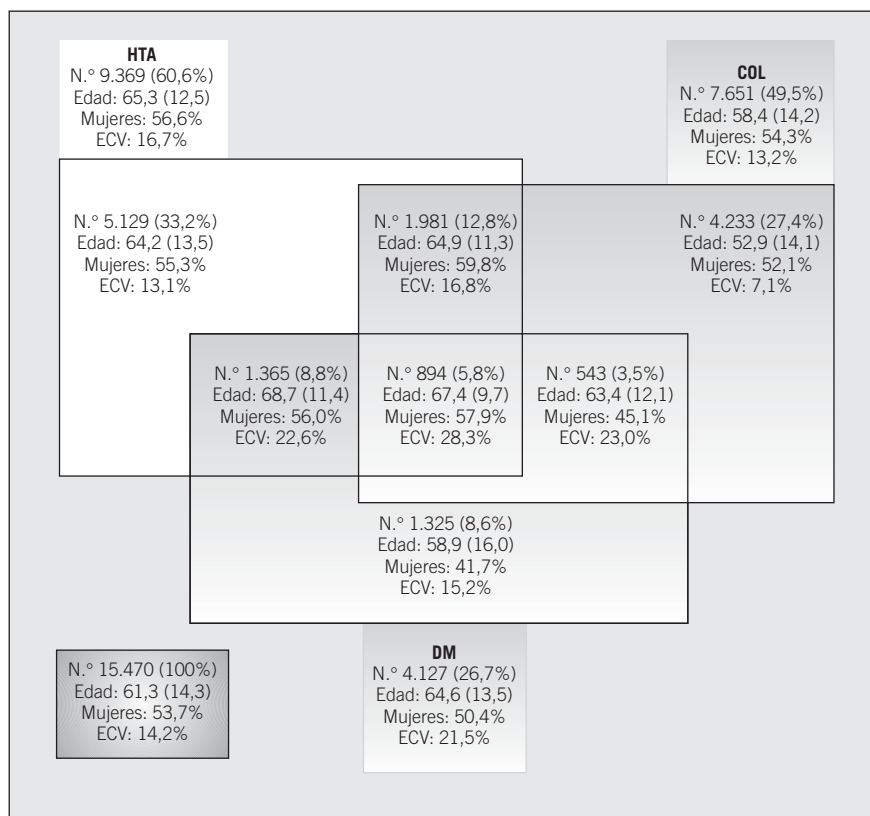 HTA
N.° 9.369 (60,6%)
Edad: 65,3 (12,5)
Mujeres: 56,6%
ECV: 16,7%
COL
N.° 7.651 (49,5%)
Edad: 58,4 (14,2)
Mujeres: 54,3%
ECV: 13,2%
N.° 5.129 (33,2%)
Edad: 64,2 (13,5)
Mujeres: 55,3%
ECV: 13,1%
N.° 1.981 (12,8%)
Edad: 64,9 (11,3)
Mujeres: 59,8%
ECV: 16,8%
N.° 4.233 (27,4%)
Edad: 52,9 (14,1)
Mujeres: 52,1%
ECV: 7,1%
N.° 1.365 (8,8%)
Edad: 68,7 (11,4)
Mujeres: 56,0%
ECV: 22,6%
N.° 894 (5,8%)
Edad: 67,4 (9,7)
Mujeres: 57,9%
ECV: 28,3%
N.° 543 (3,5%)
Edad: 63,4 (12,1)
Mujeres: 45,1%
ECV: 23,0%
N.° 1.325 (8,6%)
Edad: 58,9 (16,0)
Mujeres: 41,7%
ECV: 15,2%
N.° 15.470 (100%)
Edad: 61,3 (14,3)
Mujeres: 53,7%
ECV: 14,2%
DM
N.° 4.127 (26,7%)
Edad: 64,6 (13,5)
Mujeres: 50,4%
ECV: 21,5%